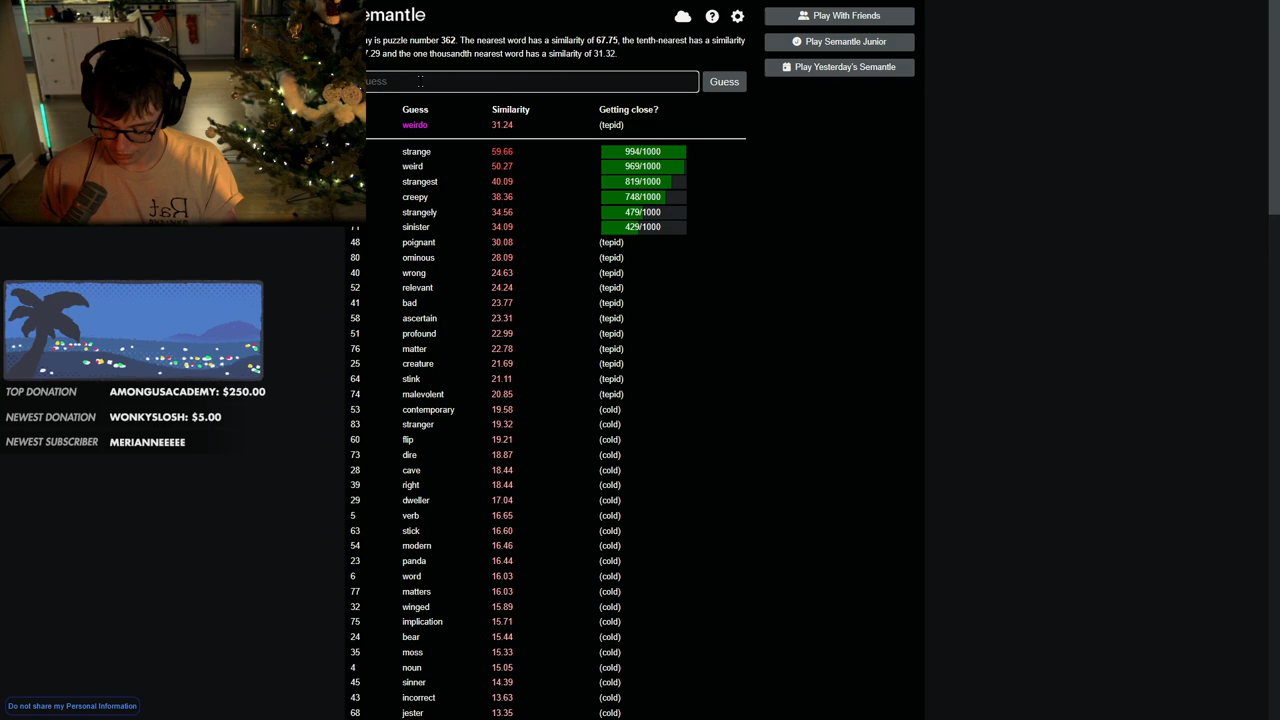 emantle
Play With Friends
Play Semantle Junior
Play Yesterday's Semantle
ay is puzzle number 362. The nearest word has a similarity of 67.75, the tenth-nearest has a similarity
7.29 and the one thousandth nearest word has a similarity of 31.32.
uess
Guess
Guess Similarity Getting close?
weirdo 31.24 (tepid)
strange 59.66 994/1000
weird 50.27 969/1000
strangest 40.09 819/1000
creepy 38.36 748/1000
strangely 34.56 479/1000
sinister 34.09 429/1000
48 poignant 30.08 (tepid)
80 ominous 28.09 (tepid)
40 wrong 24.63 (tepid)
52 relevant 24.24 (tepid)
41 bad 23.77 (tepid)
58 ascertain 23.31 (tepid)
51 profound 22.99 (tepid)
76 matter 22.78 (tepid)
25 creature 21.69 (tepid)
64 stink 21.11 (tepid)
74 malevolent 20.85 (tepid)
53 contemporary 19.58 (cold)
83 stranger 19.32 (cold)
60 flip 19.21 (cold)
73 dire 18.87 (cold)
28 cave 18.44 (cold)
39 right 18.44 (cold)
29 dweller 17.04 (cold)
5 verb 16.65 (cold)
63 stick 16.60 (cold)
54 modern 16.46 (cold)
23 panda 16.44 (cold)
6 word 16.03 (cold)
77 matters 16.03 (cold)
32 winged 15.89 (cold)
75 implication 15.71 (cold)
24 bear 15.44 (cold)
35 moss 15.33 (cold)
4 noun 15.05 (cold)
45 sinner 14.39 (cold)
43 incorrect 13.63 (cold)
68 jester 13.35 (cold)
Rat
TOP DONATION AMONGUSACADEMY: $250.00
NEWEST DONATION WONKYSLOSH: $5.00
NEWEST SUBSCRIBER MERIANNEEEEE
Do not share my Personal Information